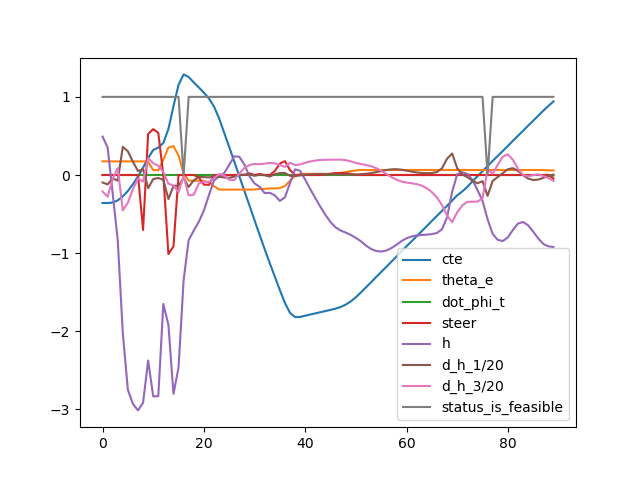 1
0
−1
−2
−3
0
20
40
60
80
cte
theta_e
dot_phi_t
steer
h
d_h_1/20
d_h_3/20
status_is_feasible